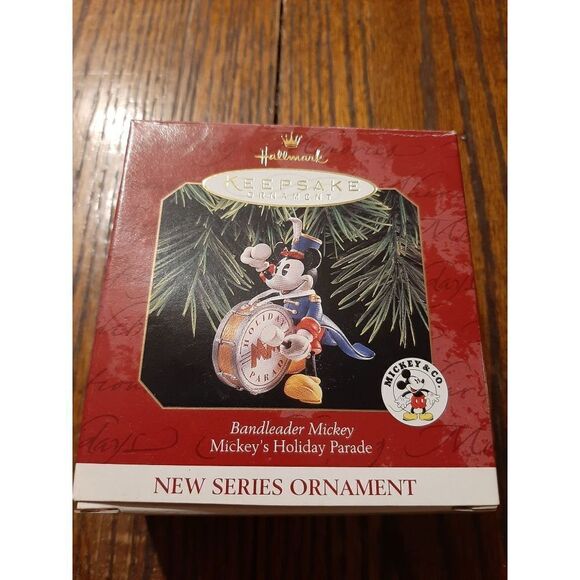 Hallmark
KEEPSAKE
ORNAMENT
HOLIDAY
PARADE
MICKEY & CO.
Bandleader Mickey
Mickey's Holiday Parade
NEW SERIES ORNAMENT